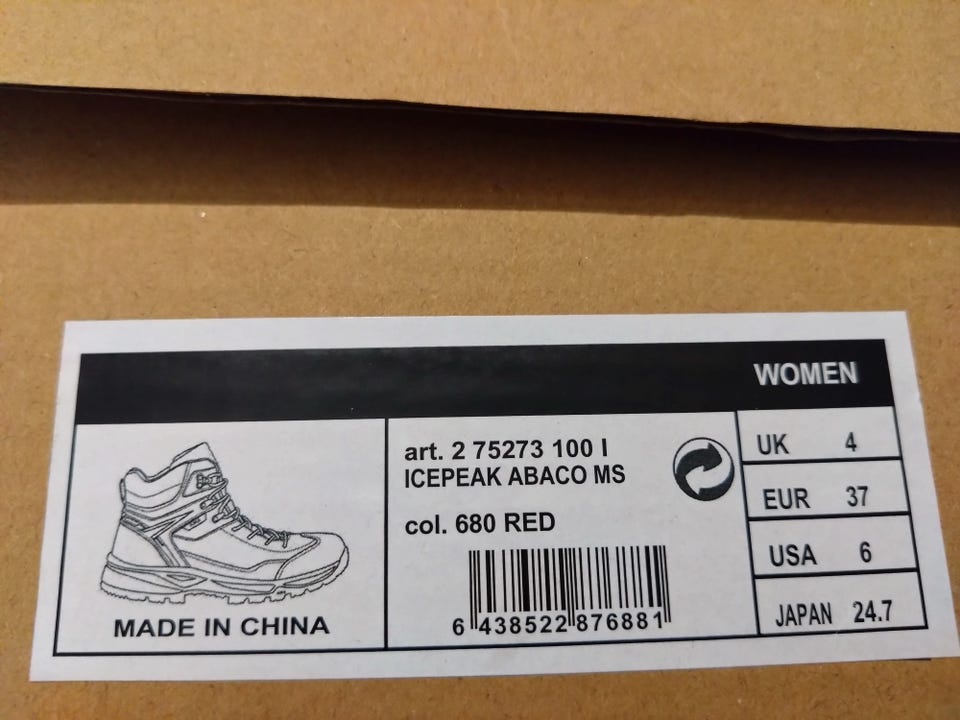 WOMEN
art. 2 75273 100 I
ICEPEAK ABACO MS
col. 680 RED
6 438522 876881
MADE IN CHINA
UK 4
EUR 37
USA 6
JAPAN 24.7